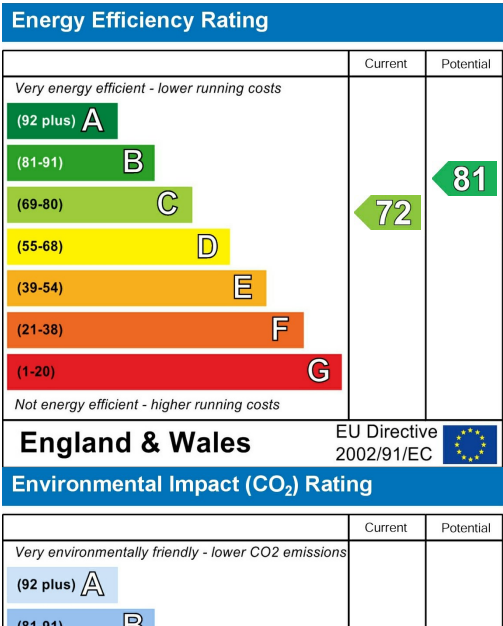 Energy Efficiency Rating
Current Potential
Very energy efficient - lower running costs
(92 plus) A
(81-91) B
81
(69-80) C
72
(55-68) D
(39-54) E
(21-38) F
(1-20) G
Not energy efficient - higher running costs
England & Wales
EU Directive
2002/91/EC
Environmental Impact (CO₂) Rating
Current Potential
Very environmentally friendly - lower CO2 emissions
(92 plus) A
(81-91) B